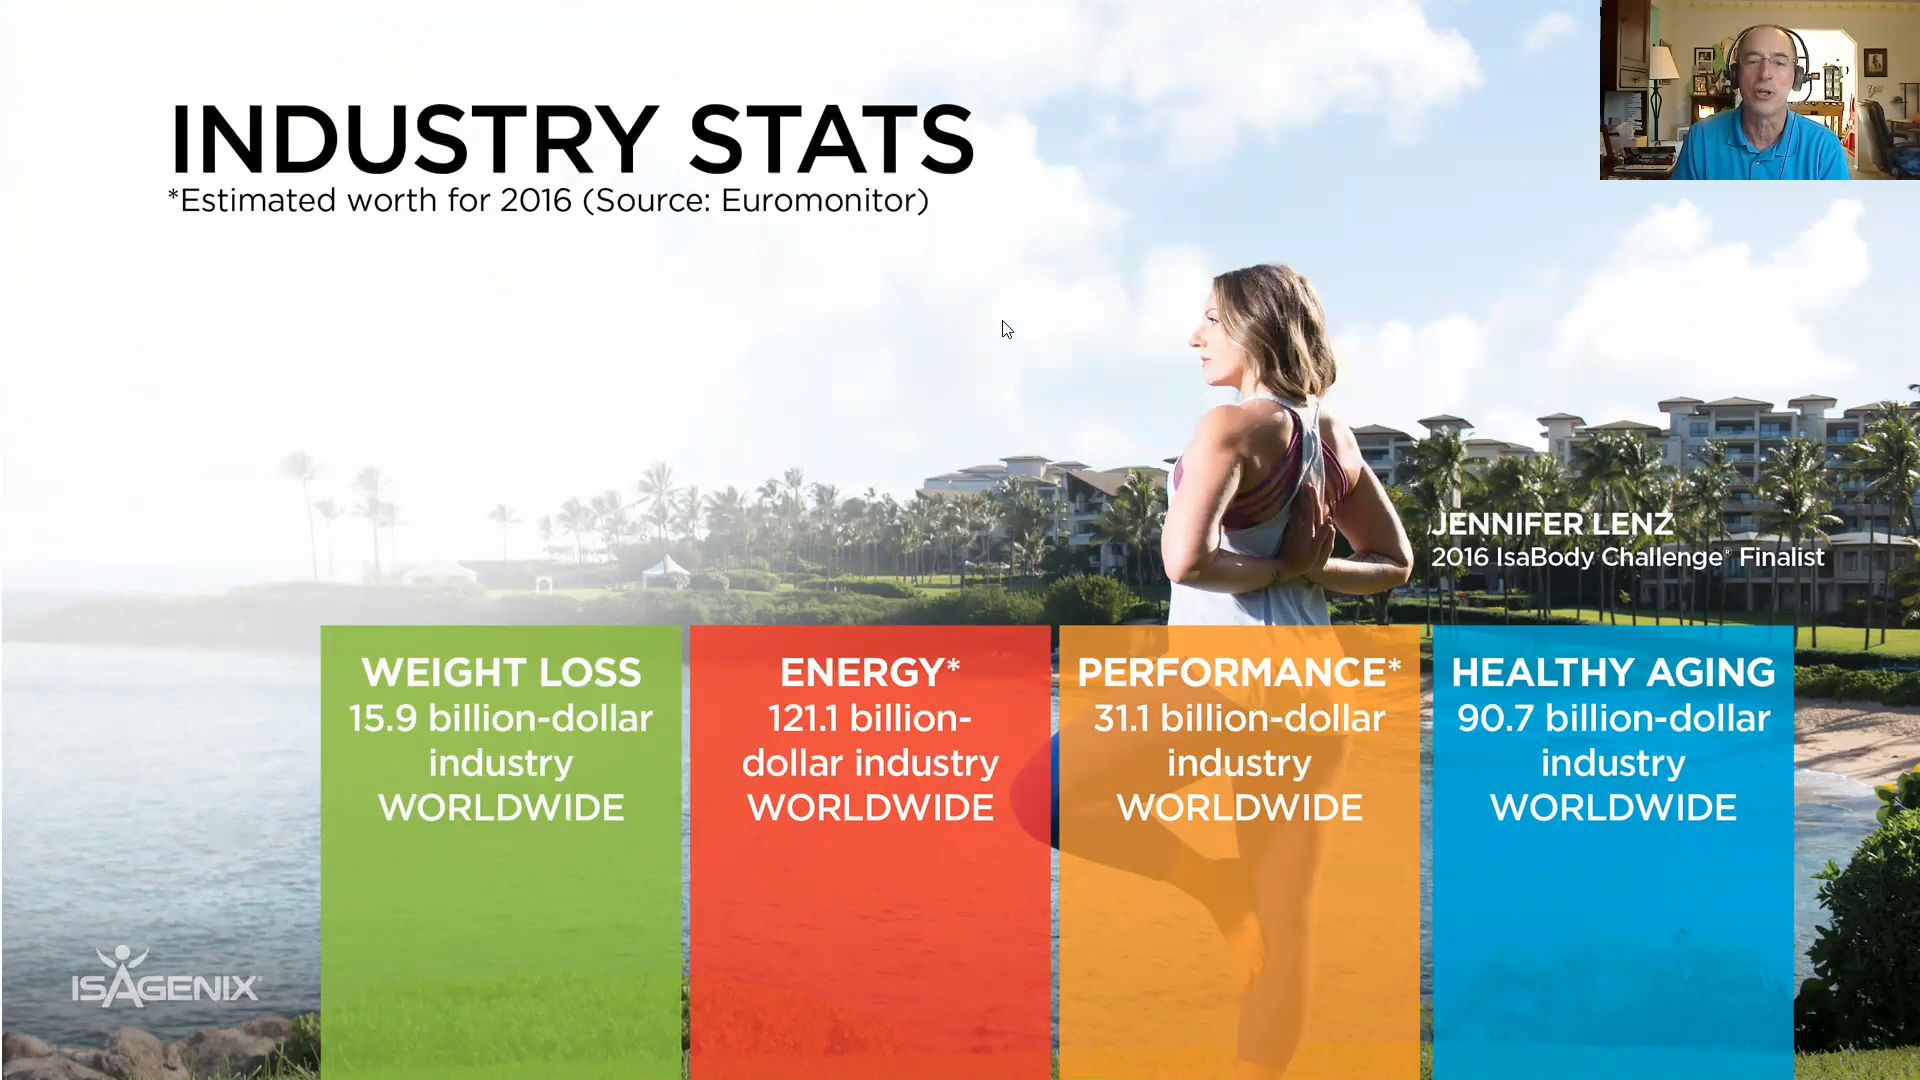 INDUSTRY STATS
*Estimated worth for 2016 (Source: Euromonitor)
JENNIFER LENZ
2016 IsaBody Challenge® Finalist
WEIGHT LOSS
15.9 billion-dollar
industry
WORLDWIDE
ENERGY*
121.1 billion-
dollar industry
WORLDWIDE
PERFORMANCE*
31.1 billion-dollar
industry
WORLDWIDE
HEALTHY AGING
90.7 billion-dollar
industry
WORLDWIDE
ISAGENIX®